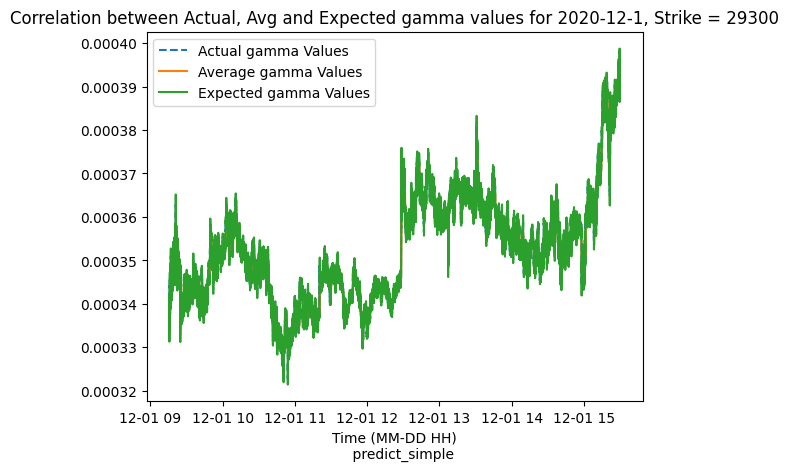 Correlation between Actual, Avg and Expected gamma values for 2020-12-1, Strike = 29300
0.00040
0.00039
0.00038
0.00037
0.00036
0.00035
0.00034
0.00033
0.00032
Actual gamma Values
Average gamma Values
Expected gamma Values
12-01 09 12-01 10 12-01 11 12-01 12 12-01 13 12-01 14 12-01 15
Time (MM-DD HH)
predict_simple